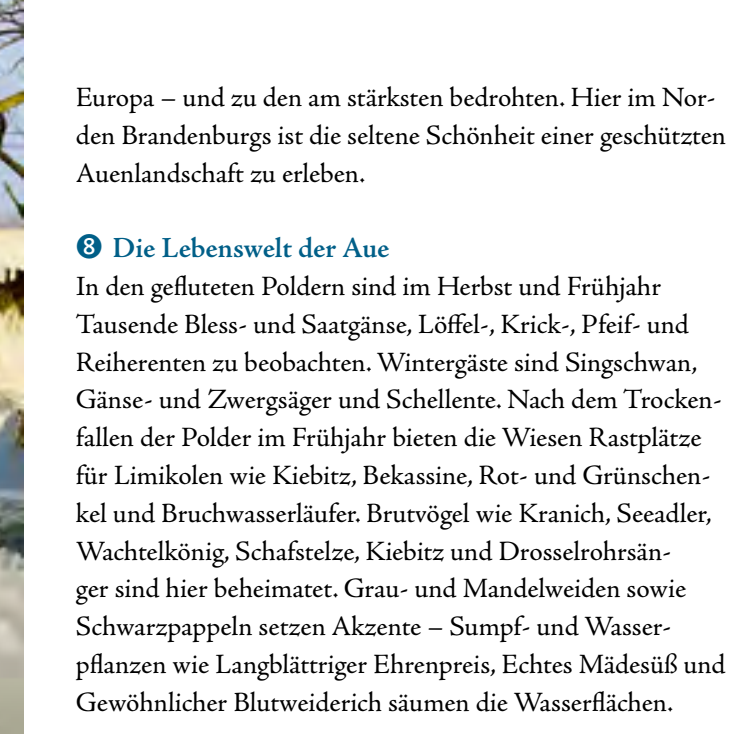 Europa – und zu den am stärksten bedrohten. Hier im Nor-
den Brandenburgs ist die seltene Schönheit einer geschützten
Auenlandschaft zu erleben.
❽ Die Lebenswelt der Aue
In den gefluteten Poldern sind im Herbst und Frühjahr
Tausende Bless- und Saatgänse, Löffel-, Krick-, Pfeif- und
Reiherenten zu beobachten. Wintergäste sind Singschwan,
Gänse- und Zwergsäger und Schellente. Nach dem Trocken-
fallen der Polder im Frühjahr bieten die Wiesen Rastplätze
für Limikolen wie Kiebitz, Bekassine, Rot- und Grünschen-
kel und Bruchwasserläufer. Brutvögel wie Kranich, Seeadler,
Wachtelkönig, Schafstelze, Kiebitz und Drosselrohrsän-
ger sind hier beheimatet. Grau- und Mandelweiden sowie
Schwarzpappeln setzen Akzente – Sumpf- und Wasser-
pflanzen wie Langblättriger Ehrenpreis, Echtes Mädesüß und
Gewöhnlicher Blutweiderich säumen die Wasserflächen.